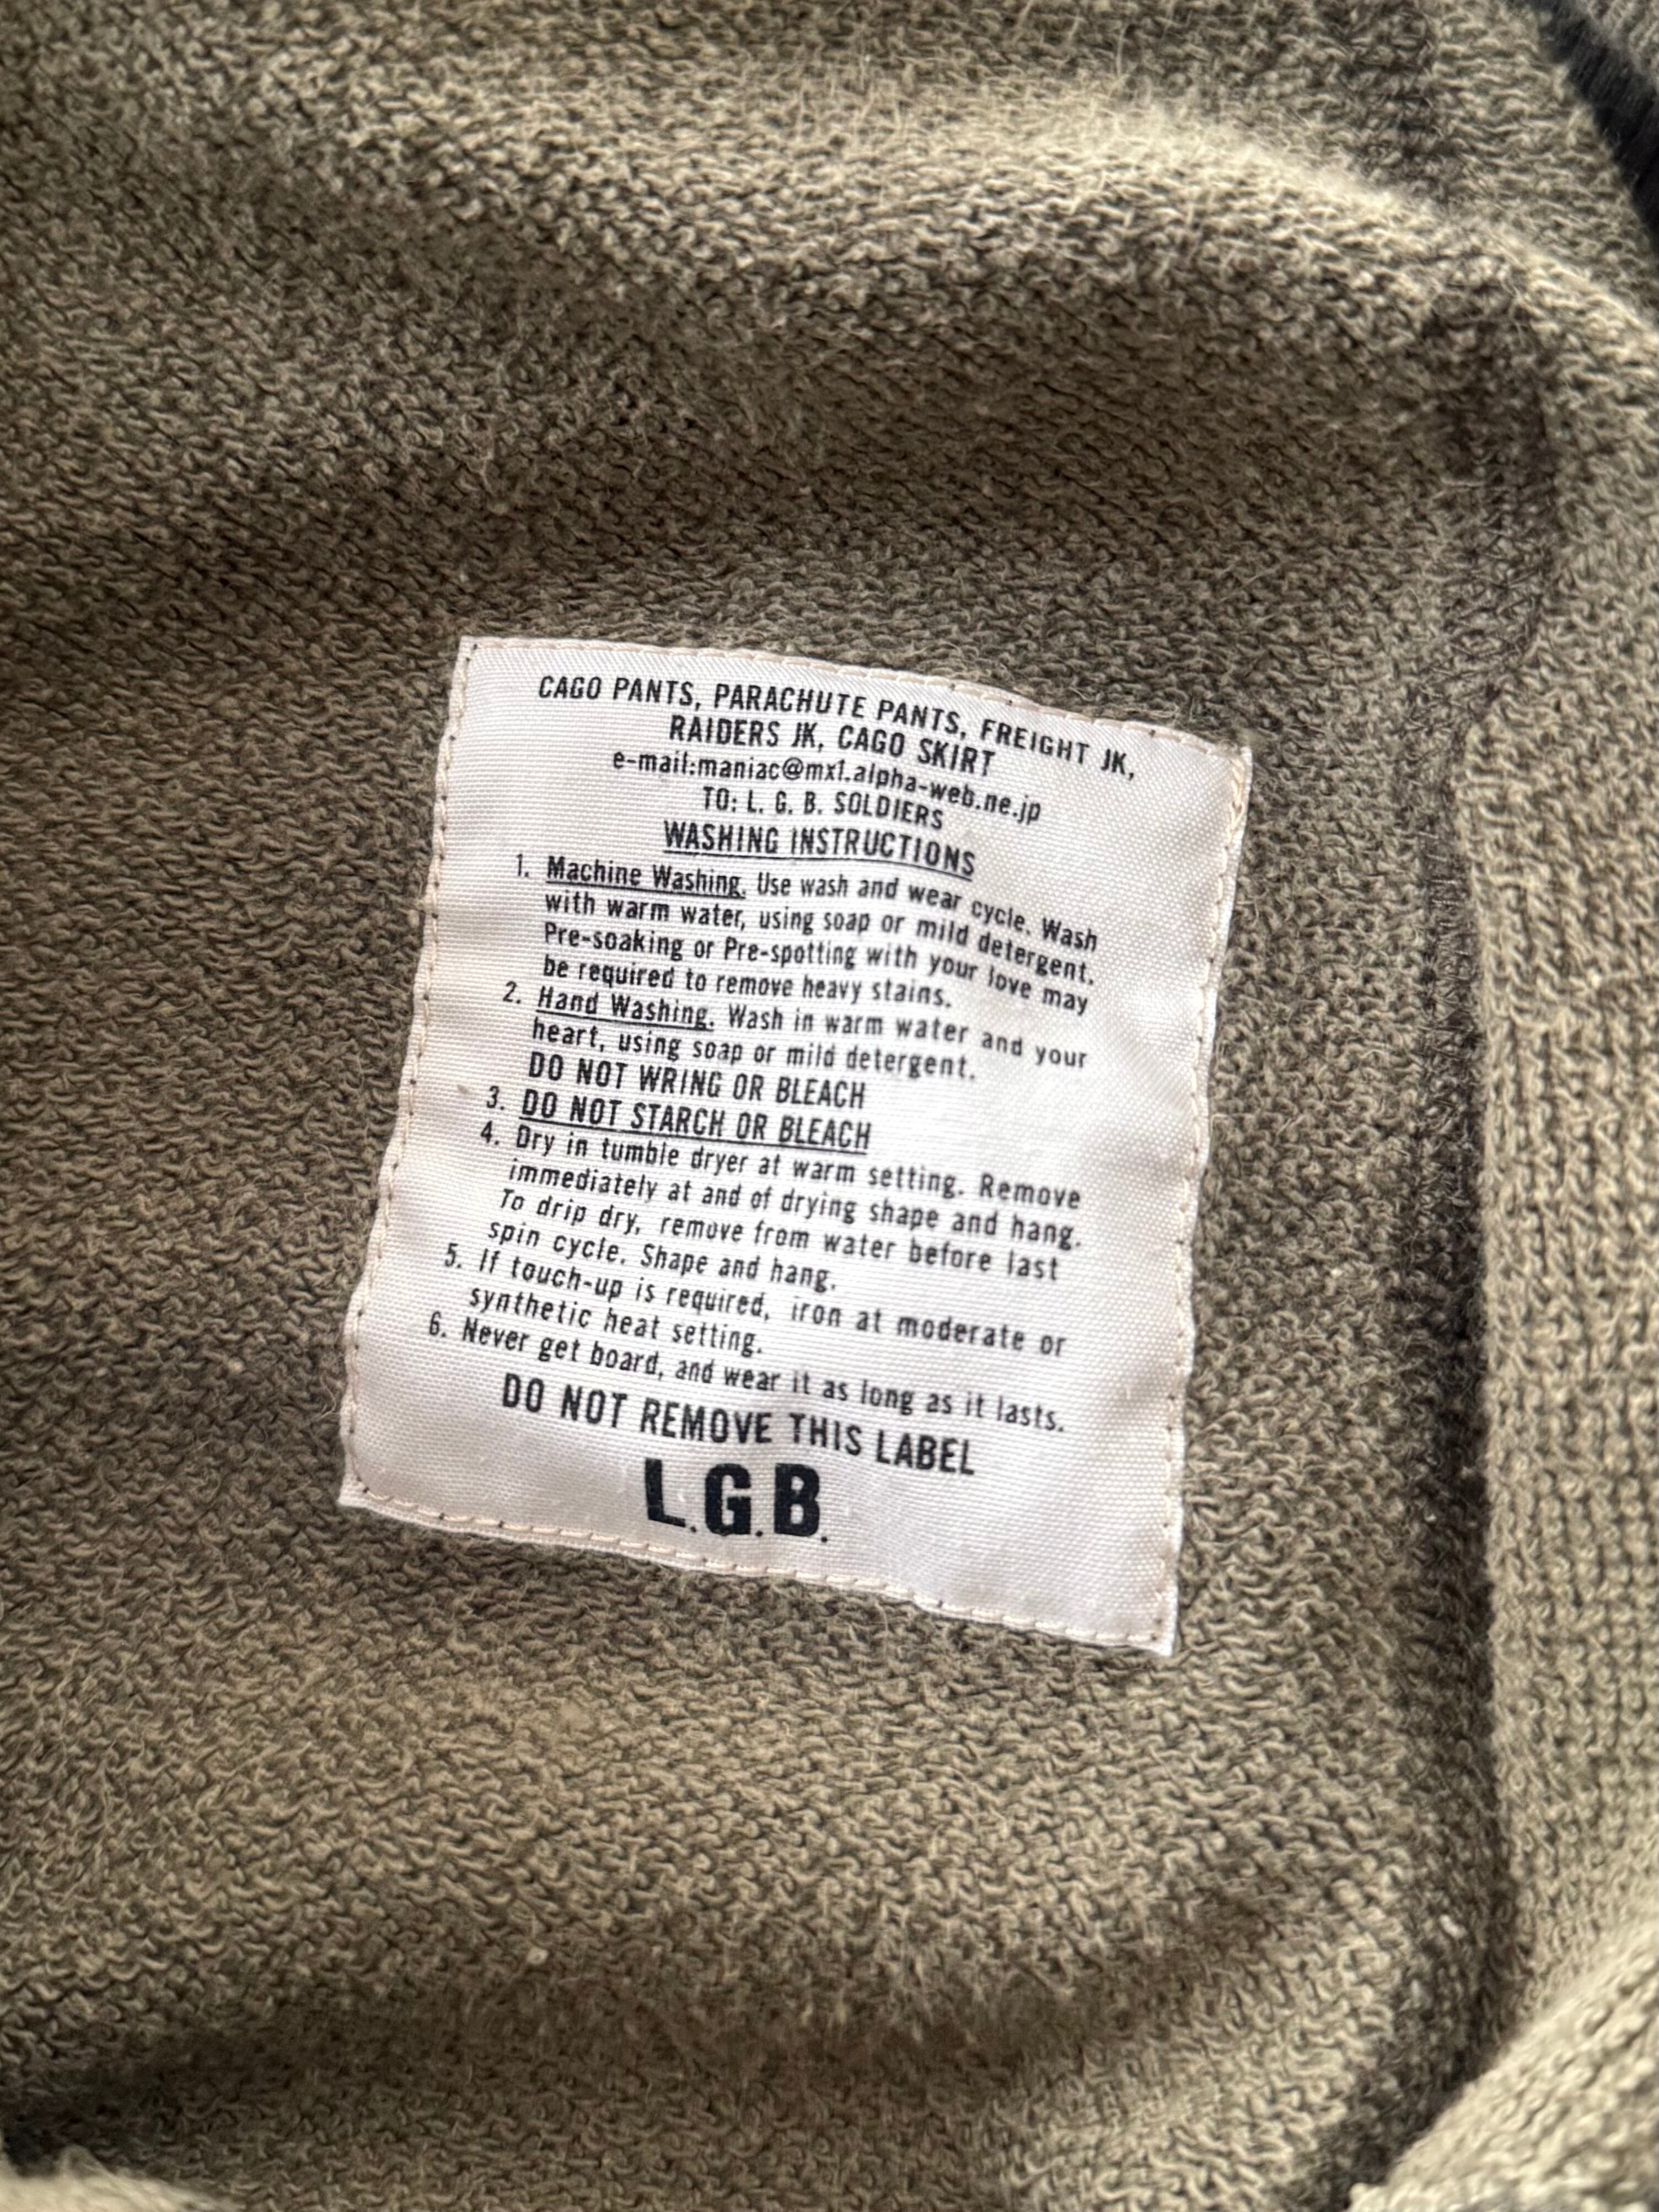 CAGO PANTS, PARACHUTE PANTS, FREIGHT JK,
RAIDERS JK, CAGO SKIRT
e-mail:maniac@mx1.alpha-web.ne.jp
TO: L. G. B. SOLDIERS
WASHING INSTRUCTIONS
1. Machine Washing. Use wash and wear cycle. Wash
with warm water, using soap or mild detergent.
Pre-soaking or Pre-spotting with your love may
be required to remove heavy stains.
2. Hand Washing. Wash in warm water and your
heart, using soap or mild detergent.
DO NOT WRING OR BLEACH
3. DO NOT STARCH OR BLEACH
4. Dry in tumble dryer at warm setting. Remove
immediately at and of drying shape and hang.
To drip dry, remove from water before last
spin cycle. Shape and hang.
5. If touch-up is required, iron at moderate or
synthetic heat setting.
6. Never get board, and wear it as long as it lasts.
DO NOT REMOVE THIS LABEL
L.G.B.